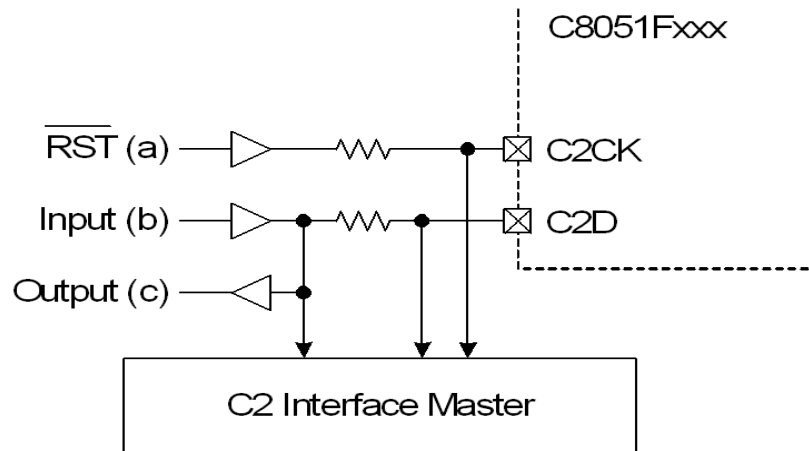 C8051Fxxx
RST (a)
C2CK
Input (b)
C2D
Output (c)
C2 Interface Master